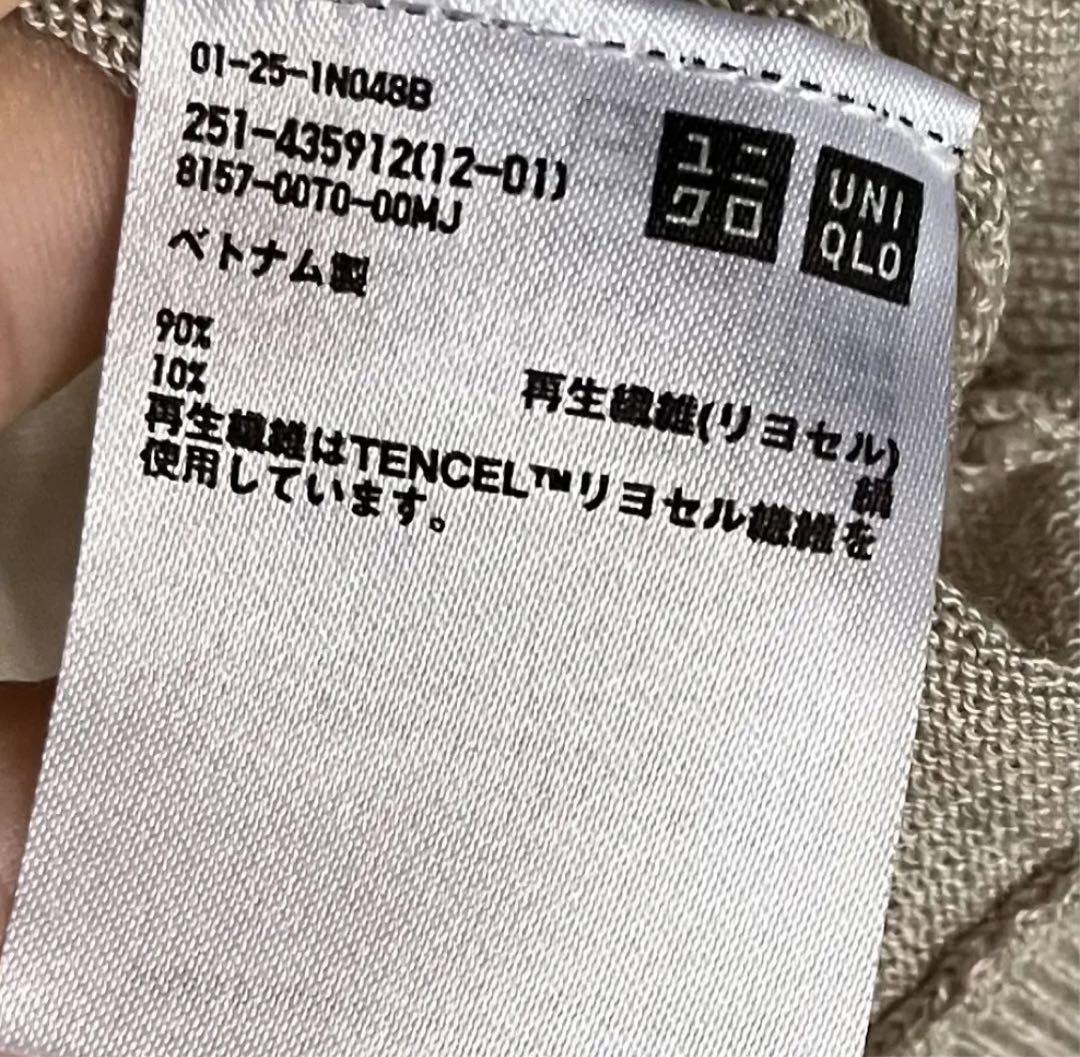 01-25-1N048B
251-435912(12-01)
8157-00T0-00MJ
ベトナム製
ユニ
クロ
UNI
QLO
90% 再生繊維(リヨセル)
10% 絹
再生繊維はTENCEL™リヨセル繊維を
使用しています。